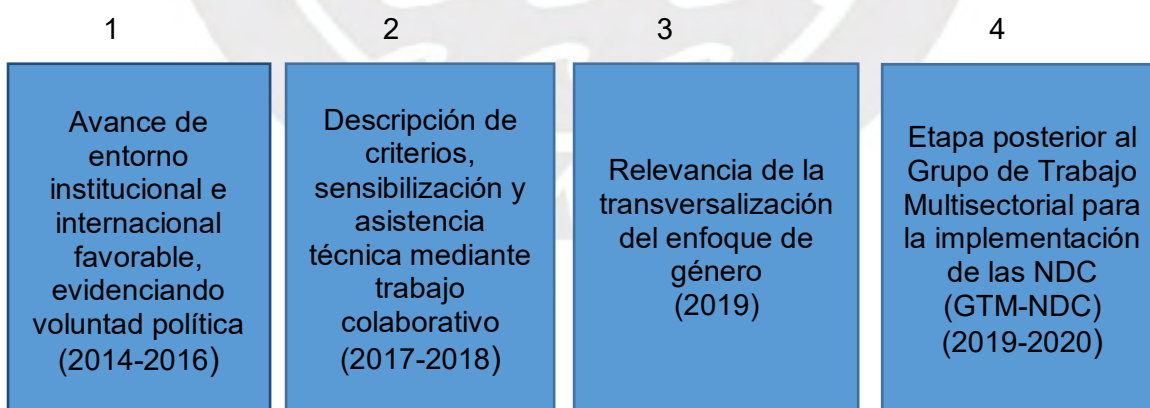 1
2
3
4
Avance de
entorno
institucional e
internacional
favorable,
evidenciando
voluntad política
(2014-2016)
Descripción de
criterios,
sensibilización y
asistencia
técnica mediante
trabajo
colaborativo
(2017-2018)
Relevancia de la
transversalización
del enfoque de
género
(2019)
Etapa posterior al
Grupo de Trabajo
Multisectorial para
la implementación
de las NDC
(GTM-NDC)
(2019-2020)